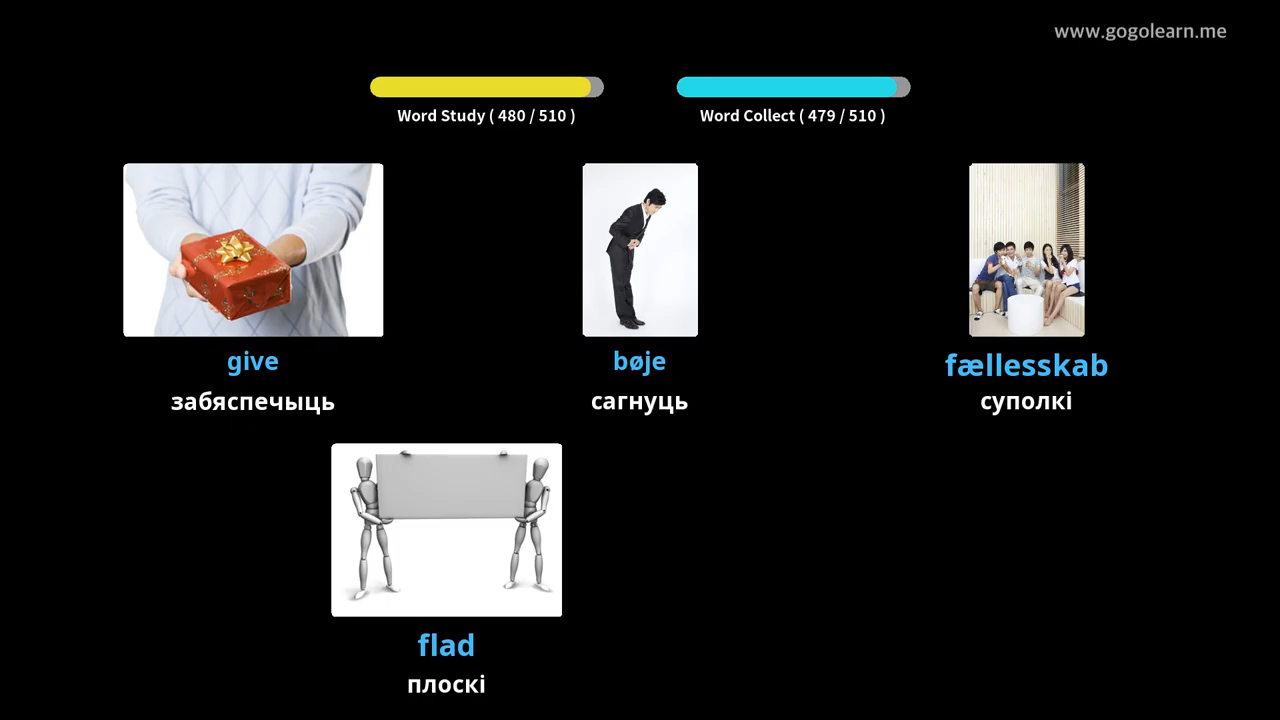 www.gogolearn.me
Word Study ( 480 / 510 )
Word Collect ( 479 / 510 )
give
забяспечыць
bøje
сагнуць
fællesskab
суполкі
flad
плоскі